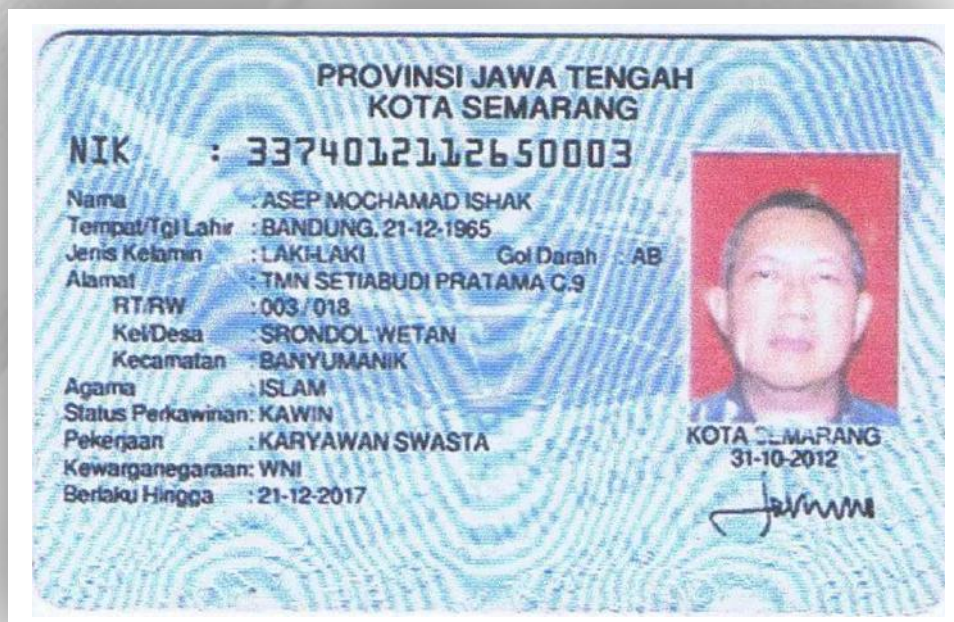 PROVINSI JAWA TENGAH
KOTA SEMARANG
NIK : 3374012112650003
Nama : ASEP MOCHAMAD ISHAK
Tempat/Tgl Lahir : BANDUNG, 21-12-1965
Jenis Kelamin : LAKI-LAKI Gol Darah : AB
Alamat : TMN SETIABUDI PRATAMA C.9
RT/RW : 003 / 018
Kel/Desa : SRONDOL WETAN
Kecamatan : BANYUMANIK
Agama : ISLAM
Status Perkawinan: KAWIN
Pekerjaan : KARYAWAN SWASTA
Kewarganegaraan: WNI
Berlaku Hingga : 21-12-2017
KOTA SEMARANG
31-10-2012